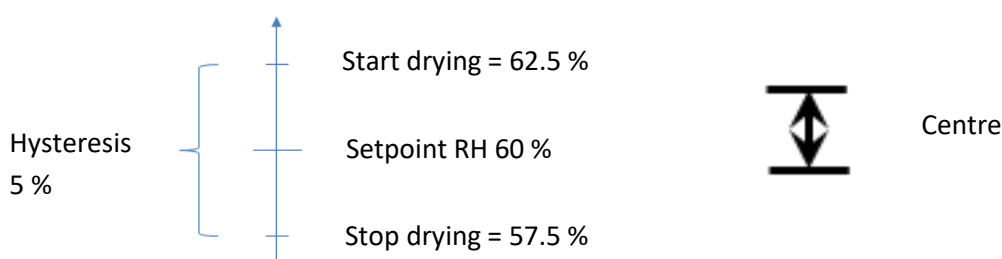 Start drying = 62.5 %
Hysteresis
5 %
Setpoint RH 60 %
Stop drying = 57.5 %
Centre